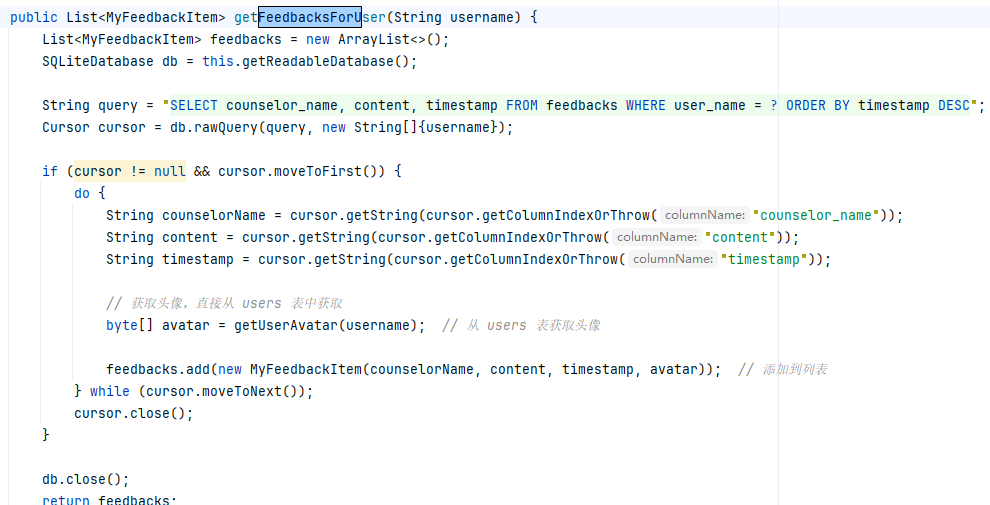 public List<MyFeedbackItem> getFeedbacksForUser(String username) {
    List<MyFeedbackItem> feedbacks = new ArrayList<>();
    SQLiteDatabase db = this.getReadableDatabase();

    String query = "SELECT counselor_name, content, timestamp FROM feedbacks WHERE user_name = ? ORDER BY timestamp DESC";
    Cursor cursor = db.rawQuery(query, new String[]{username});

    if (cursor != null && cursor.moveToFirst()) {
        do {
            String counselorName = cursor.getString(cursor.getColumnIndexOrThrow( columnName: "counselor_name"));
            String content = cursor.getString(cursor.getColumnIndexOrThrow( columnName: "content"));
            String timestamp = cursor.getString(cursor.getColumnIndexOrThrow( columnName: "timestamp"));

            // 获取头像，直接从 users 表中获取
            byte[] avatar = getUserAvatar(username);  // 从 users 表获取头像

            feedbacks.add(new MyFeedbackItem(counselorName, content, timestamp, avatar));  // 添加到列表
        } while (cursor.moveToNext());
        cursor.close();
    }

    db.close();
    return feedbacks;